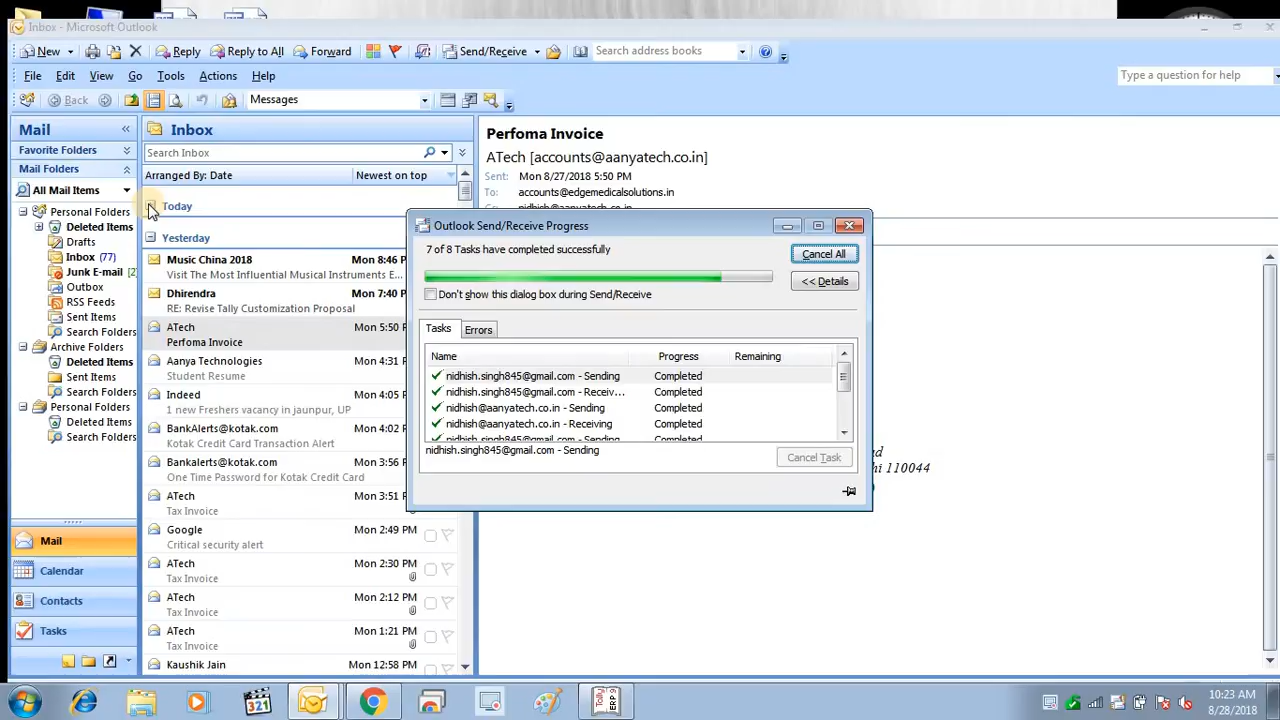 Inbox - Microsoft Outlook
New Reply Reply to All Forward Send/Receive Search address books
File Edit View Go Tools Actions Help Type a question for help
Back Messages
Mail «
Favorite Folders
Mail Folders
All Mail Items
Personal Folders
Deleted Items
Drafts
Inbox (77)
Junk E-mail
Outbox
RSS Feeds
Sent Items
Search Folders
Archive Folders
Deleted Items
Sent Items
Search Folders
Personal Folders
Deleted Items
Search Folders
Mail
Calendar
Contacts
Tasks
Inbox
Search Inbox
Arranged By: Date Newest on top
Today
Yesterday
Music China 2018 Mon 8:46
Visit The Most Influential Musical Instruments E...
Dhirendra Mon 7:40
RE: Revise Tally Customization Proposal
ATech Mon 5:50
Perfoma Invoice
Aanya Technologies Mon 4:31
Student Resume
Indeed Mon 4:05
1 new Freshers vacancy in jaunpur, UP
BankAlerts@kotak.com Mon 4:02
Kotak Credit Card Transaction Alert
Bankalerts@kotak.com Mon 3:56
One Time Password for Kotak Credit Card
ATech Mon 3:51
Tax Invoice
Google Mon 2:49 PM
Critical security alert
ATech Mon 2:30 PM
Tax Invoice
ATech Mon 2:12 PM
Tax Invoice
ATech Mon 1:21 PM
Tax Invoice
Kaushik Jain Mon 12:58 PM
Perfoma Invoice
ATech [accounts@aanyatech.co.in]
Sent: Mon 8/27/2018 5:50 PM
To: accounts@edgemedicalsolutions.in
nidhish@aanyatech.co.in
hi 110044
Outlook Send/Receive Progress
7 of 8 Tasks have completed successfully
Cancel All
<< Details
Don't show this dialog box during Send/Receive
Tasks Errors
Name Progress Remaining
nidhish.singh845@gmail.com - Sending Completed
nidhish.singh845@gmail.com - Receiv... Completed
nidhish@aanyatech.co.in - Sending Completed
nidhish@aanyatech.co.in - Receiving Completed
nidhish.singh845@gmail.com - Sending Completed
nidhish.singh845@gmail.com - Sending
Cancel Task
321
10:23 AM
8/28/2018